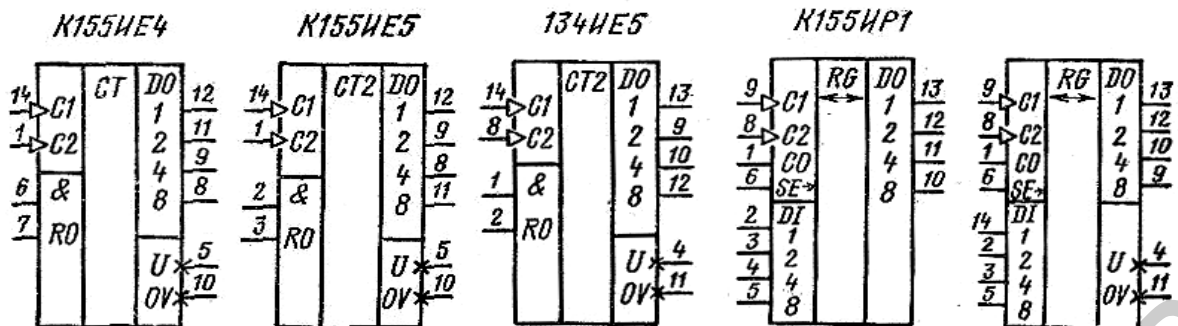 К155ИЕ4 К155ИЕ5 134ИЕ5 К155ИР1
14 C1 CT DO 12
1 C2 1 11
2 9
6 & 4 8
7 R0 8
U 5
0V 10
14 C1 CT2 DO 12
1 C2 1 9
2 8
2 & 4 11
3 R0 8
U 5
0V 10
14 C1 CT2 DO 13
8 C2 1 9
2 10
1 & 4 12
2 R0 8
U 4
0V 11
9 C1 RG DO 13
8 C2 ↔ 1 12
1 C0 2 11
6 SE→ 4 10
2 DI 8
3 1
4 2
5 4
8
9 C1 RG DO 13
8 C2 ↔ 1 12
1 C0 2 10
6 SE→ 4 9
14 DI 8
2 1
3 2 U 4
5 4 0V 11
8